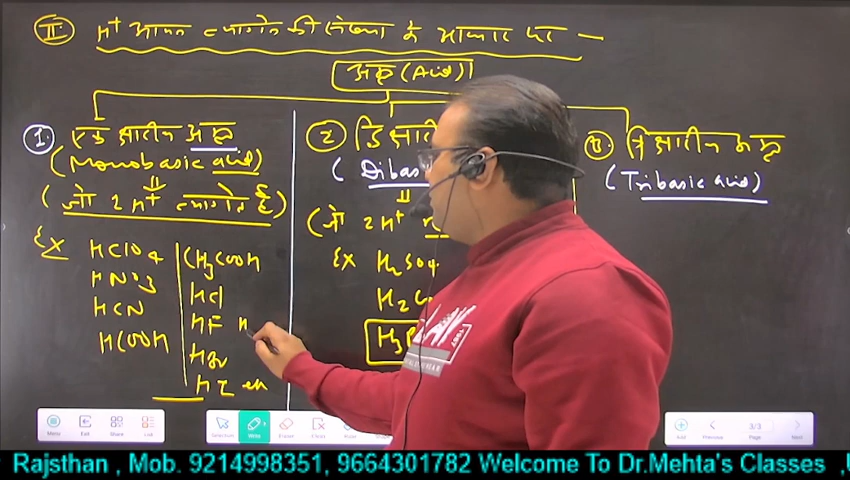 II. H⁺ आयन त्यागने की संख्या के आधार पर —
अम्ल (Acid)
1. एक क्षारीय अम्ल
(Monobasic acid)
⇓
( जो 1 H⁺ त्यागते है )
Ex HClO4
HNO3
HCN
HCOOH
CH3COOH
HCl
HF H
HBr
HI etc
2 द्वि क्षारी
( Dibas
⇓
(जो 2H⁺
Ex H2SO4
H2C
H3P
3. त्रि क्षारीय अम्ल
(Tribasic acid)
Menu Exit Share Selection Write Eraser Add Previous 3/3 Page Next
Rajsthan , Mob. 9214998351, 9664301782 Welcome To Dr.Mehta's Classes ,U